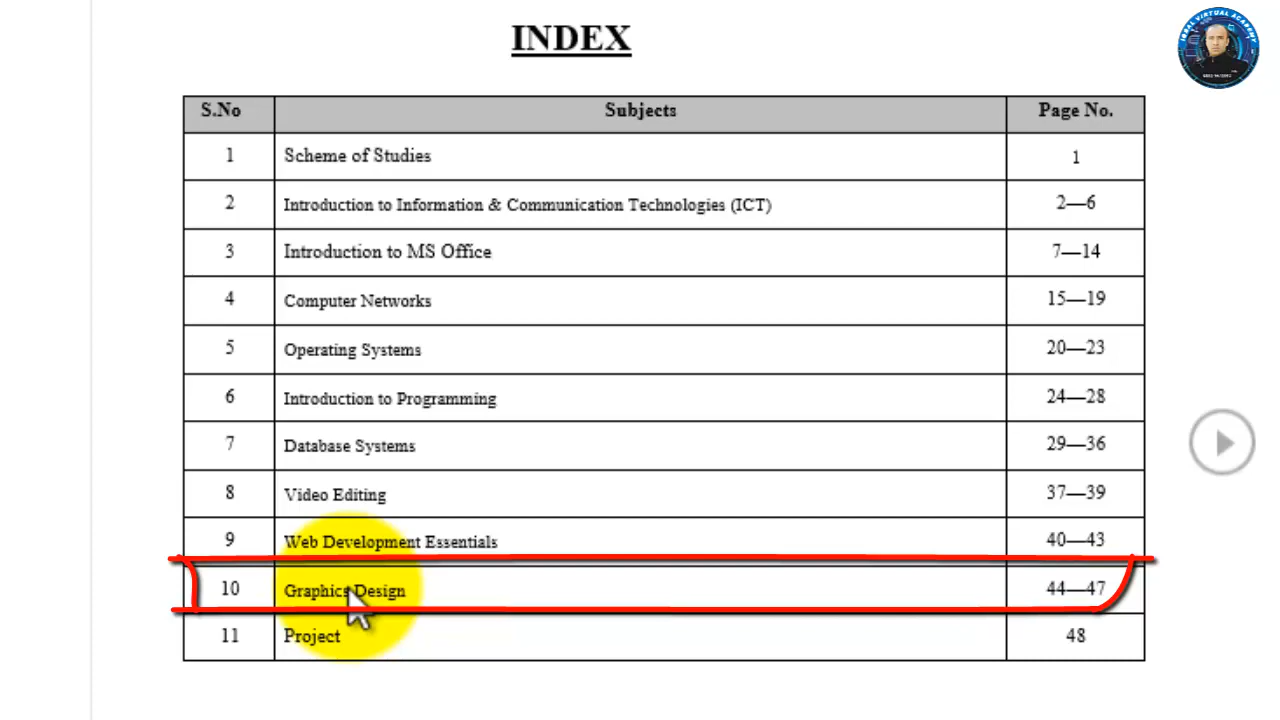 INDEX
S.No Subjects Page No.
1 Scheme of Studies 1
2 Introduction to Information & Communication Technologies (ICT) 2—6
3 Introduction to MS Office 7—14
4 Computer Networks 15—19
5 Operating Systems 20—23
6 Introduction to Programming 24—28
7 Database Systems 29—36
8 Video Editing 37—39
9 Web Development Essentials 40—43
10 Graphics Design 44—47
11 Project 48
IQBAL VIRTUAL ACADEMY